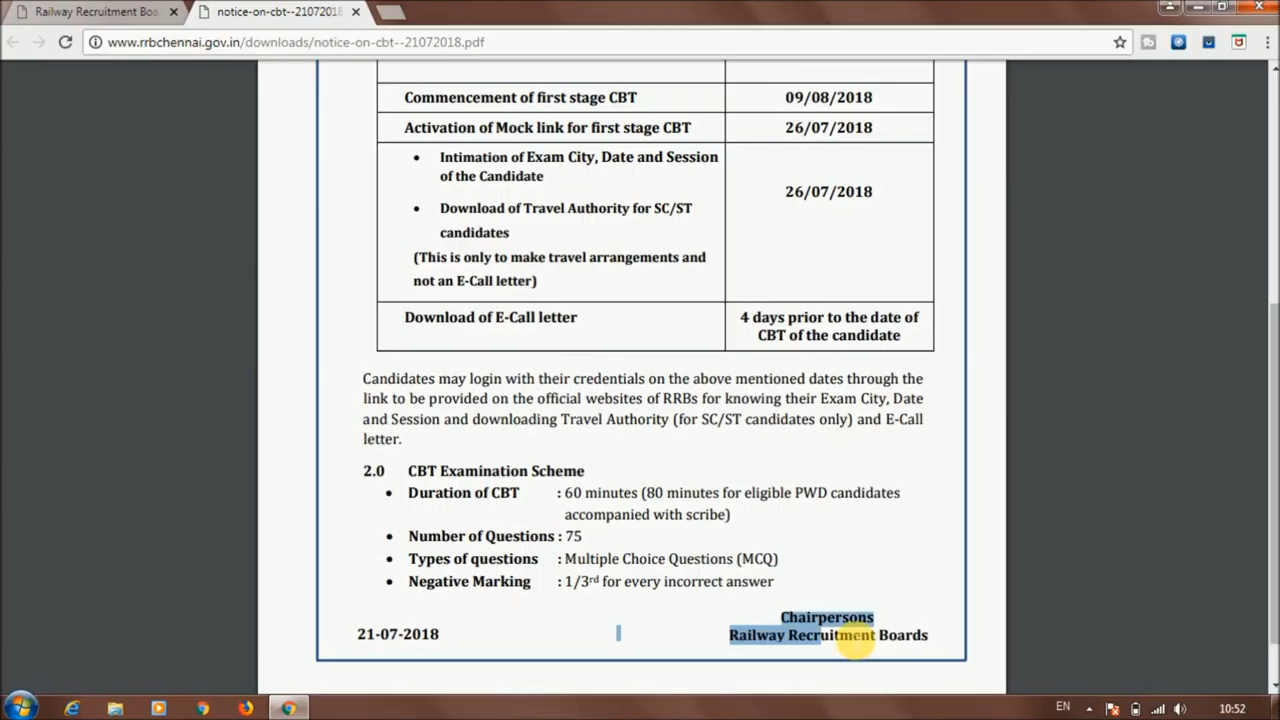 Railway Recruitment Boa
notice-on-cbt--21072018
www.rrbchennai.gov.in/downloads/notice-on-cbt--21072018.pdf
Commencement of first stage CBT 09/08/2018
Activation of Mock link for first stage CBT 26/07/2018
• Intimation of Exam City, Date and Session
of the Candidate
26/07/2018
• Download of Travel Authority for SC/ST
candidates
(This is only to make travel arrangements and
not an E-Call letter)
Download of E-Call letter 4 days prior to the date of
CBT of the candidate
Candidates may login with their credentials on the above mentioned dates through the
link to be provided on the official websites of RRBs for knowing their Exam City, Date
and Session and downloading Travel Authority (for SC/ST candidates only) and E-Call
letter.
2.0 CBT Examination Scheme
• Duration of CBT : 60 minutes (80 minutes for eligible PWD candidates
accompanied with scribe)
• Number of Questions : 75
• Types of questions : Multiple Choice Questions (MCQ)
• Negative Marking : 1/3rd for every incorrect answer
Chairpersons
21-07-2018 Railway Recruitment Boards
EN 10:52